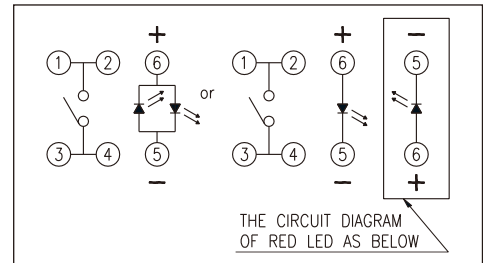 + + −
1 2 6 or 1 2 6 5
3 4 5 3 4 5 6
− − +
THE CIRCUIT DIAGRAM
OF RED LED AS BELOW